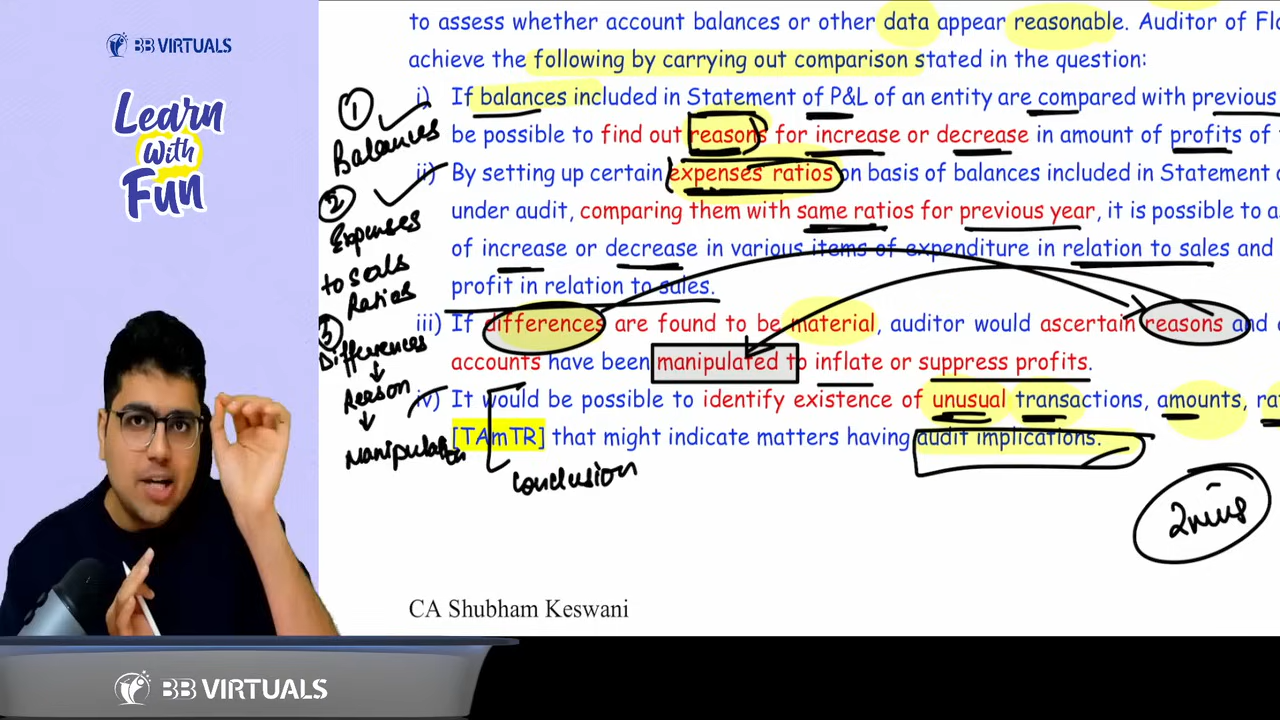 BB VIRTUALS
Learn
With
Fun
to assess whether account balances or other data appear reasonable. Auditor of
achieve the following by carrying out comparison stated in the question:
i) If balances included in Statement of P&L of an entity are compared with previous
be possible to find out reasons for increase or decrease in amount of profits of
ii) By setting up certain expenses ratios on basis of balances included in Statement
under audit, comparing them with same ratios for previous year, it is possible to
of increase or decrease in various items of expenditure in relation to sales and
profit in relation to sales.
iii) If differences are found to be material, auditor would ascertain reasons and
accounts have been manipulated to inflate or suppress profits.
iv) It would be possible to identify existence of unusual transactions, amounts,
[TAmTR] that might indicate matters having audit implications.
1
Balances
2
Expenses
to
Ratios
3
Differences
Reason
Conclusion
CA Shubham Keswani
BB VIRTUALS